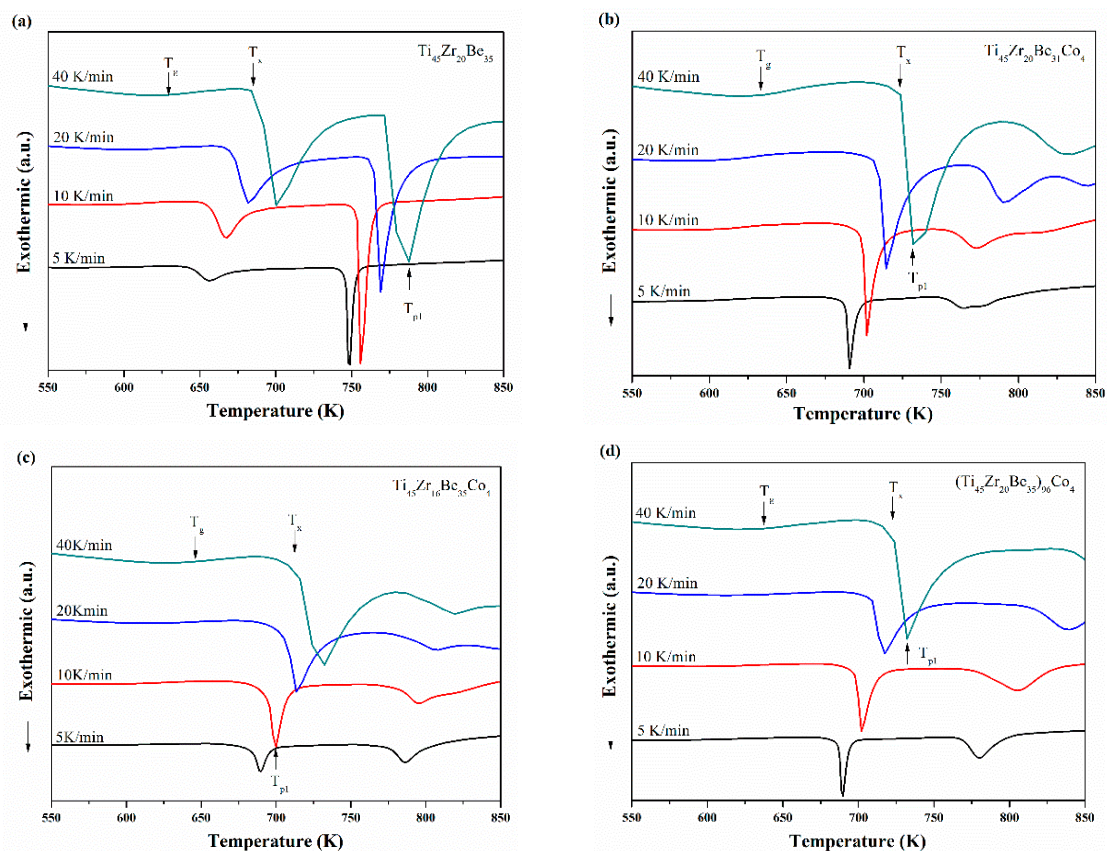 (a)
Ti45Zr20Be35
Tg
Tx
40 K/min
20 K/min
10 K/min
5 K/min
Tp1
Exothermic (a.u.)
550 600 650 700 750 800 850
Temperature (K)
(b)
Ti45Zr20Be31Co4
Tg
Tx
40 K/min
20 K/min
10 K/min
5 K/min
Tp1
Exothermic (a.u.)
550 600 650 700 750 800 850
Temperature (K)
(c)
Ti45Zr16Be35Co4
Tg
Tx
40K/min
20Kmin
10K/min
5K/min
Tp1
Exothermic (a.u.)
550 600 650 700 750 800 850
Temperature (K)
(d)
(Ti45Zr20Be35)96Co4
Tg
Tx
40 K/min
20 K/min
10 K/min
5 K/min
Tp1
Exothermic (a.u.)
550 600 650 700 750 800 850
Temperature (K)